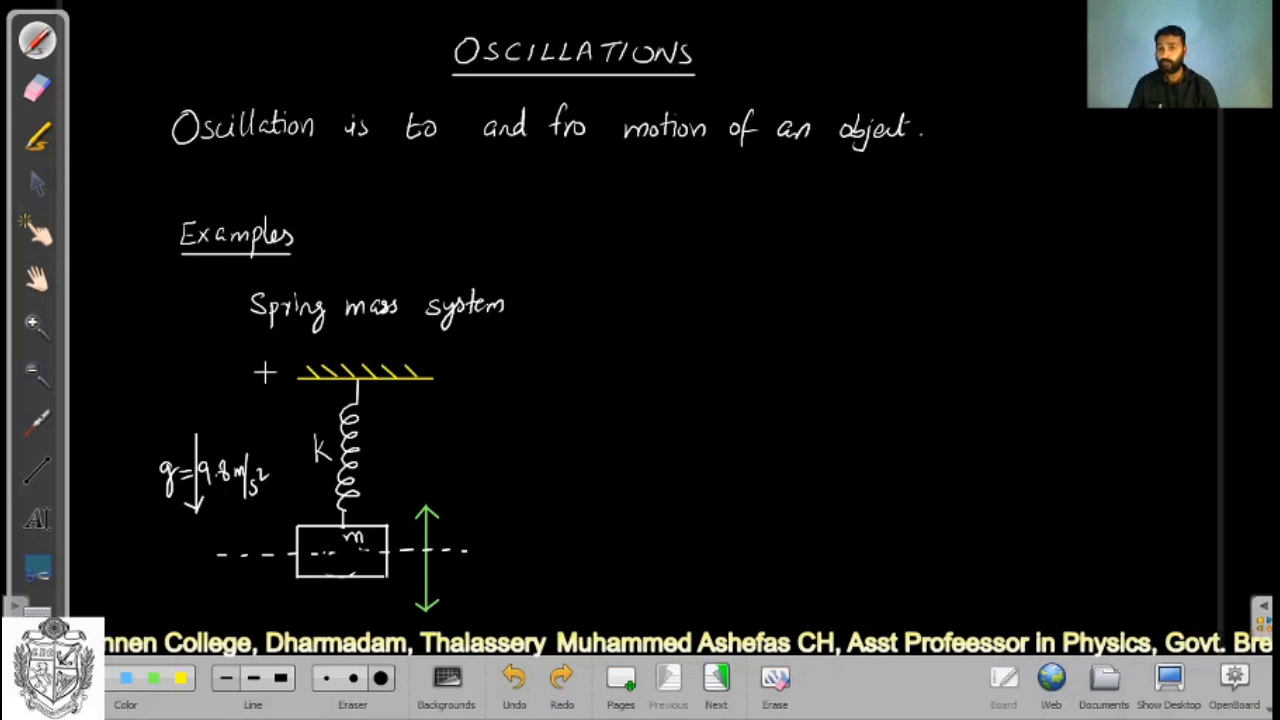 OSCILLATIONS
Oscillation is to and fro motion of an object.
Examples
Spring mass system
+
k
g = 9.8 m/s2
m
nnen College, Dharmadam, Thalassery Muhammed Ashefas CH, Asst Profeessor in Physics, Govt. Bre
Color Line Eraser Backgrounds Undo Redo Pages Previous Next Erase Board Web Documents Show Desktop OpenBoard